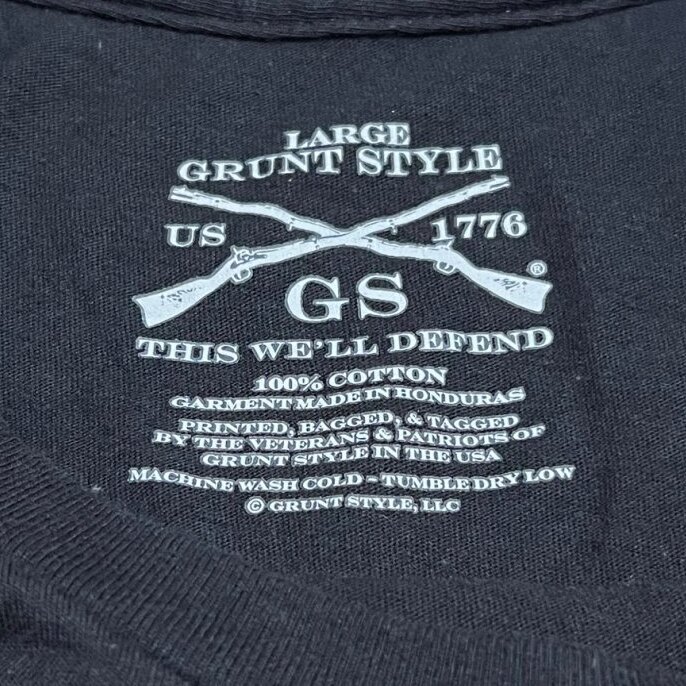 LARGE
GRUNT STYLE
US 1776
®
GS
THIS WE'LL DEFEND
100% COTTON
GARMENT MADE IN HONDURAS
PRINTED, BAGGED, & TAGGED
BY THE VETERANS & PATRIOTS OF
GRUNT STYLE IN THE USA
MACHINE WASH COLD - TUMBLE DRY LOW
© GRUNT STYLE, LLC